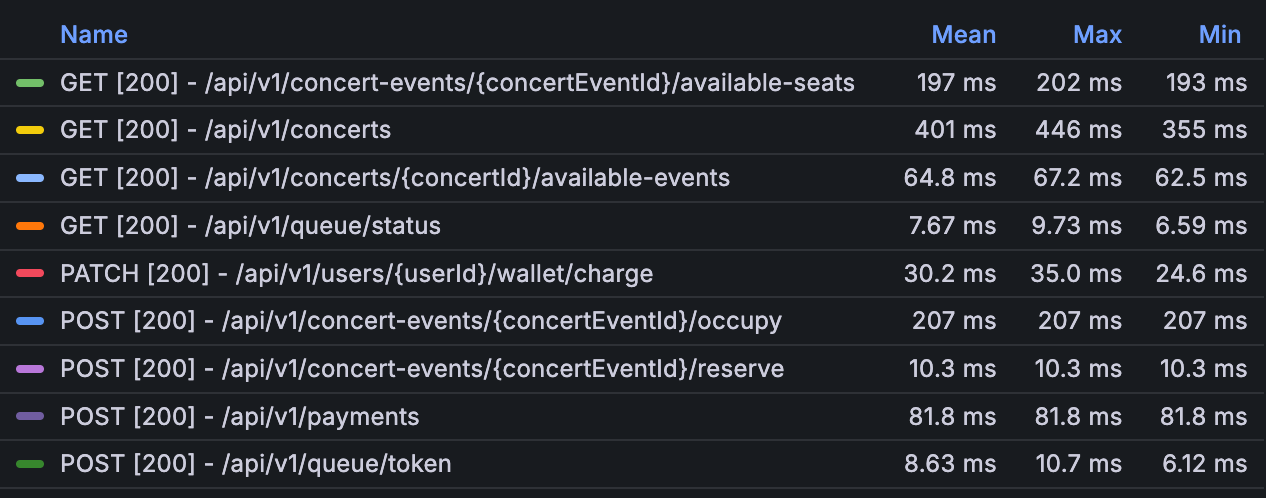 Name Mean Max Min
GET [200] - /api/v1/concert-events/{concertEventId}/available-seats 197 ms 202 ms 193 ms
GET [200] - /api/v1/concerts 401 ms 446 ms 355 ms
GET [200] - /api/v1/concerts/{concertId}/available-events 64.8 ms 67.2 ms 62.5 ms
GET [200] - /api/v1/queue/status 7.67 ms 9.73 ms 6.59 ms
PATCH [200] - /api/v1/users/{userId}/wallet/charge 30.2 ms 35.0 ms 24.6 ms
POST [200] - /api/v1/concert-events/{concertEventId}/occupy 207 ms 207 ms 207 ms
POST [200] - /api/v1/concert-events/{concertEventId}/reserve 10.3 ms 10.3 ms 10.3 ms
POST [200] - /api/v1/payments 81.8 ms 81.8 ms 81.8 ms
POST [200] - /api/v1/queue/token 8.63 ms 10.7 ms 6.12 ms